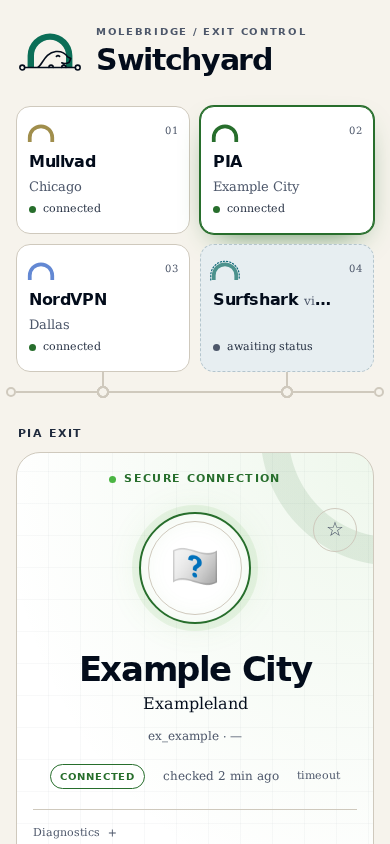 MOLEBRIDGE / EXIT CONTROL
Switchyard
01
Mullvad
Chicago
connected
02
PIA
Example City
connected
03
NordVPN
Dallas
connected
04
Surfshark vi...
awaiting status
PIA EXIT
SECURE CONNECTION
Example City
Exampleland
ex_example · —
CONNECTED checked 2 min ago timeout
Diagnostics +